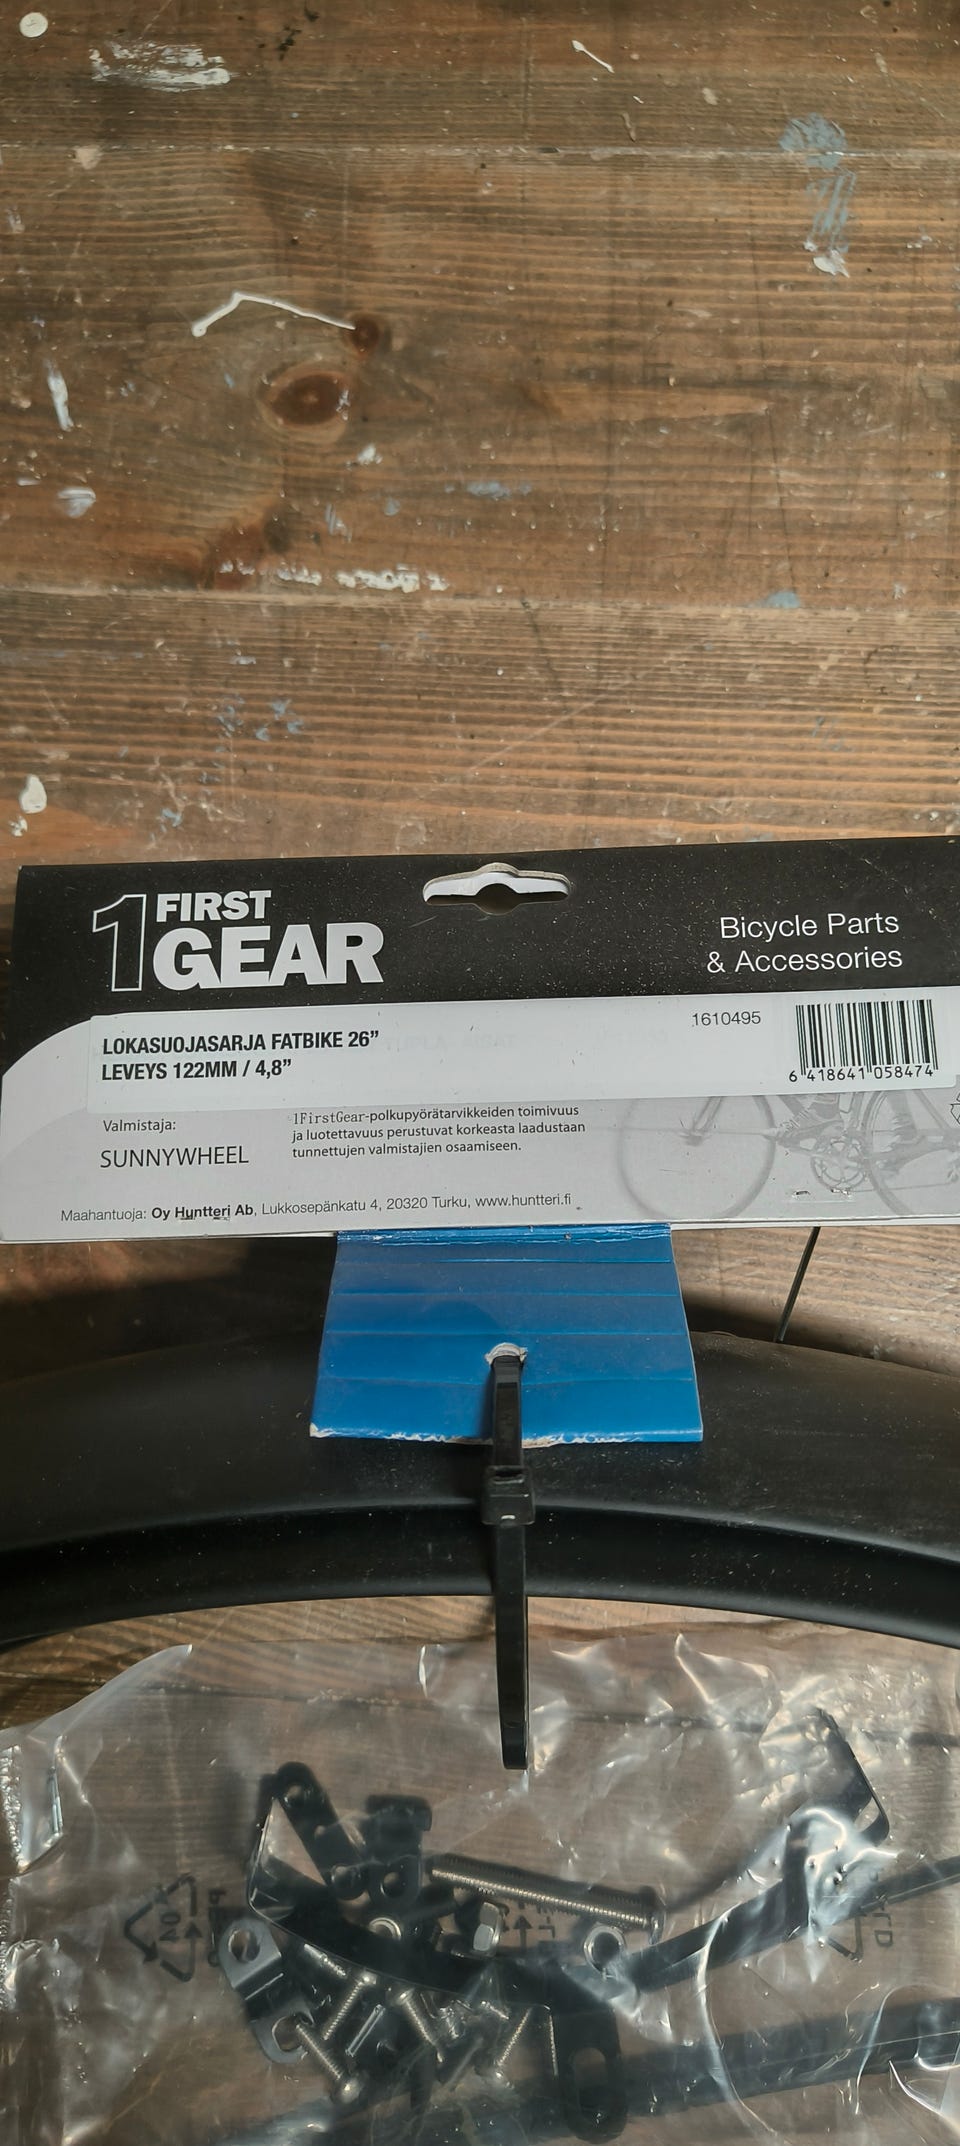 1 FIRST
GEAR
Bicycle Parts
& Accessories
LOKASUOJASARJA FATBIKE 26”
LEVEYS 122MM / 4,8”
1610495
6 418641 058474
Valmistaja:
SUNNYWHEEL
1FirstGear-polkupyörätarvikkeiden toimivuus
ja luotettavuus perustuvat korkeasta laadustaan
tunnettujen valmistajien osaamiseen.
Maahantuoja: Oy Huntteri Ab, Lukkosepänkatu 4, 20320 Turku, www.huntteri.fi